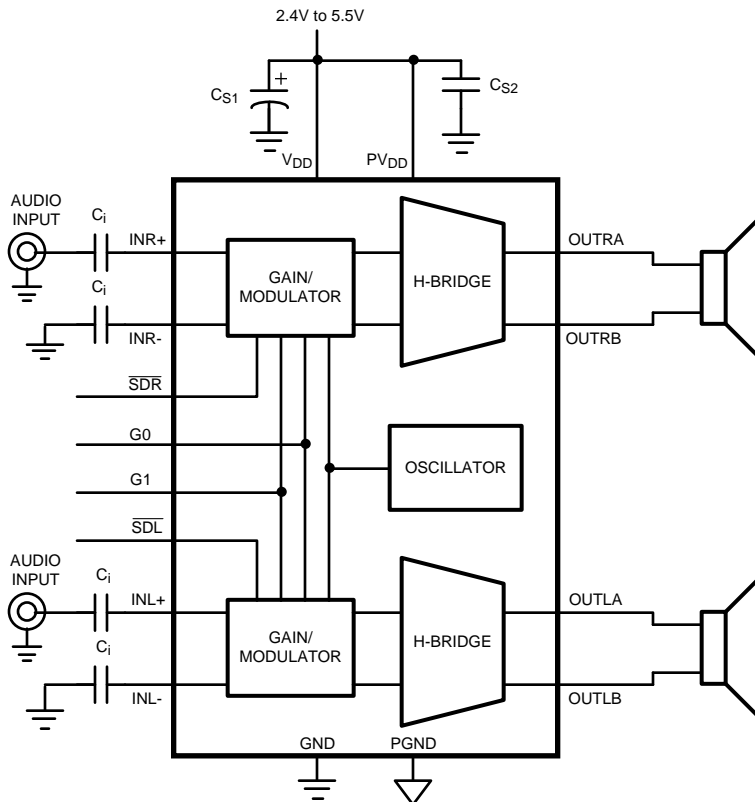 2.4V to 5.5V
CS1
+
CS2
VDD
PVDD
AUDIO
INPUT
Ci
INR+
GAIN/
MODULATOR
H-BRIDGE
OUTRA
Ci
INR-
OUTRB
SDR
G0
OSCILLATOR
G1
SDL
AUDIO
INPUT
Ci
INL+
GAIN/
MODULATOR
H-BRIDGE
OUTLA
Ci
INL-
OUTLB
GND
PGND